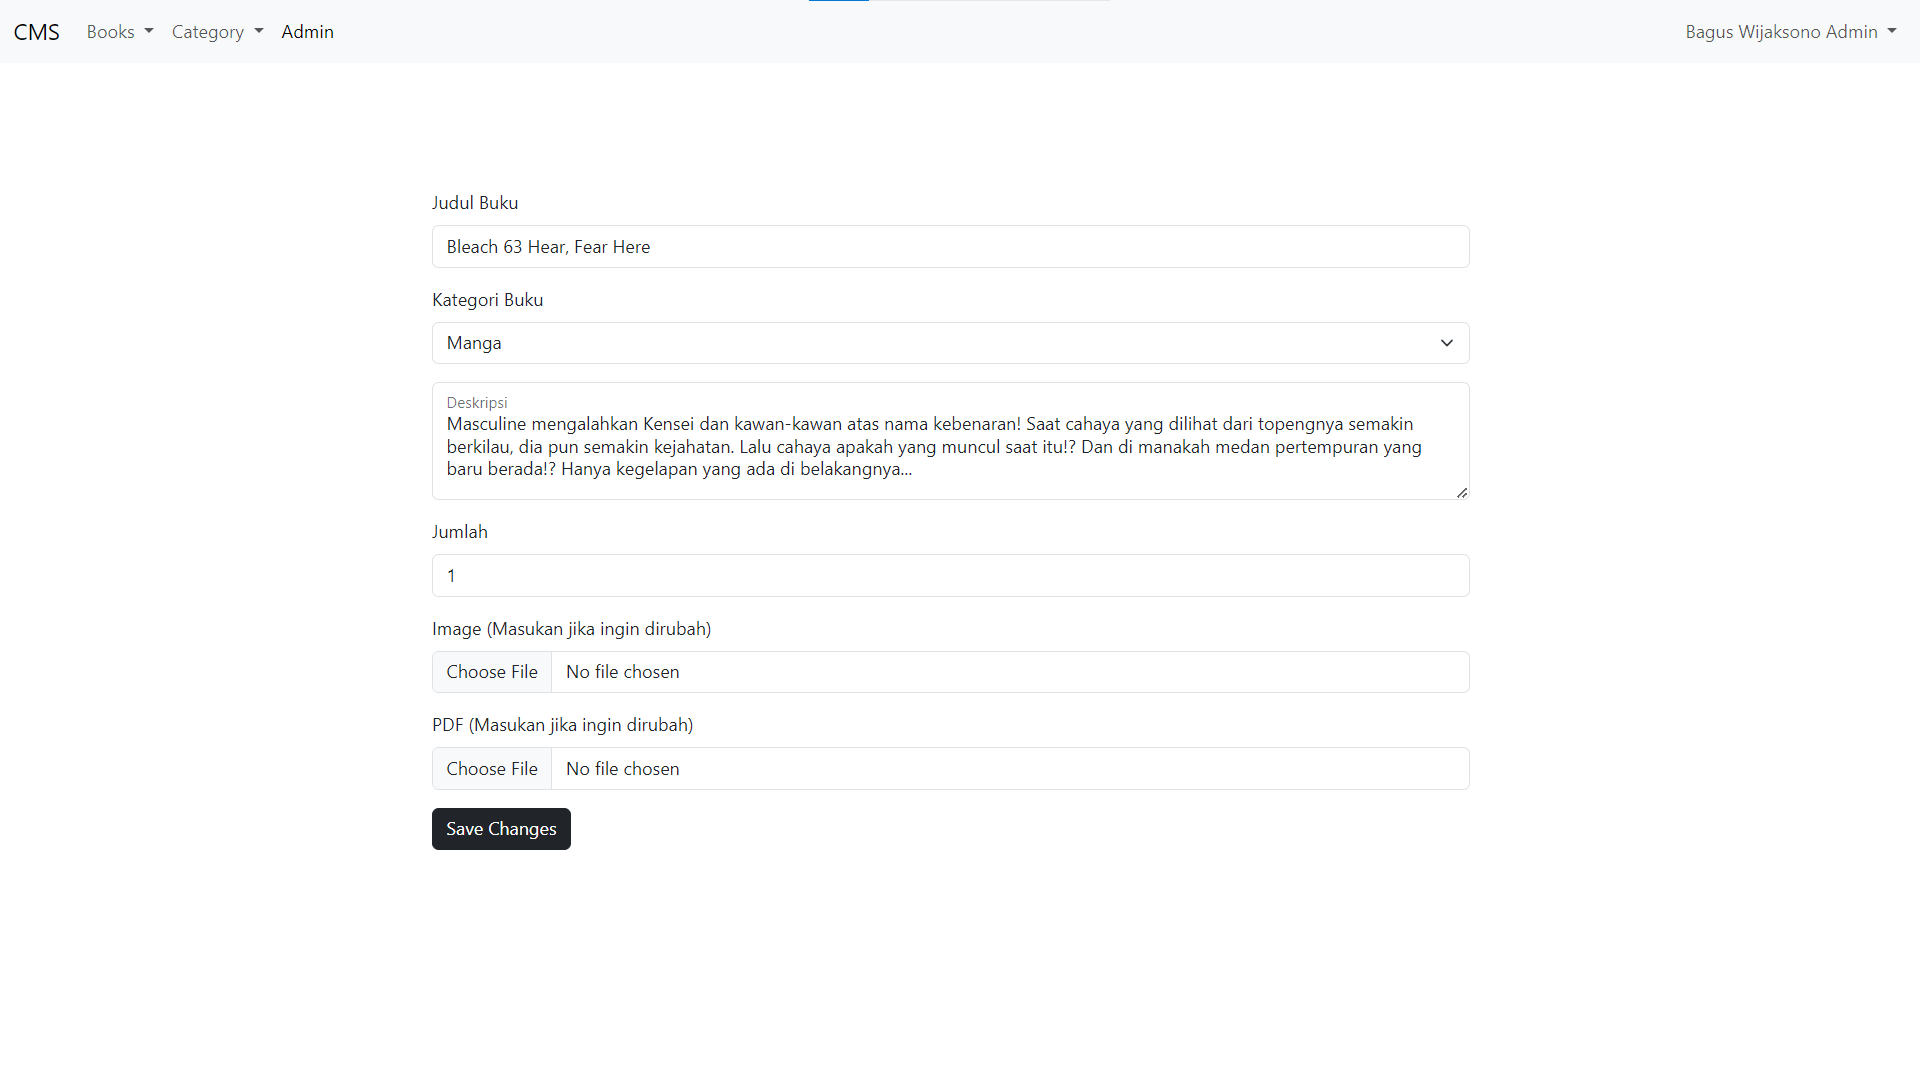 CMS Books Category Admin Bagus Wijaksono Admin
Judul Buku
Bleach 63 Hear, Fear Here
Kategori Buku
Manga
Deskripsi
Masculine mengalahkan Kensei dan kawan-kawan atas nama kebenaran! Saat cahaya yang dilihat dari topengnya semakin
berkilau, dia pun semakin kejahatan. Lalu cahaya apakah yang muncul saat itu!? Dan di manakah medan pertempuran yang
baru berada!? Hanya kegelapan yang ada di belakangnya...
Jumlah
1
Image (Masukan jika ingin dirubah)
Choose File No file chosen
PDF (Masukan jika ingin dirubah)
Choose File No file chosen
Save Changes